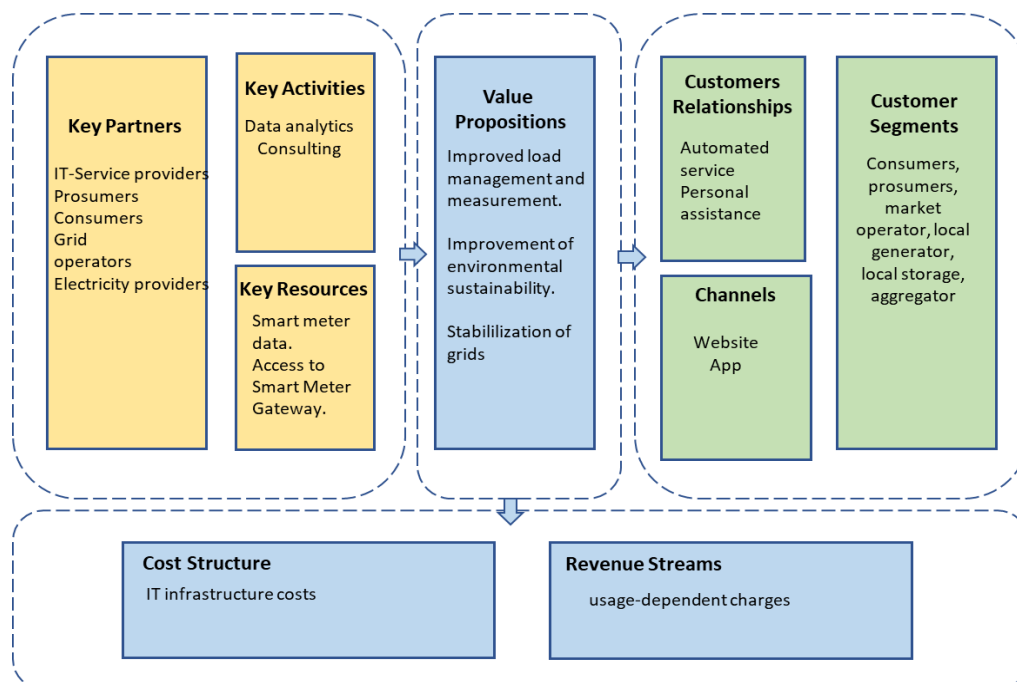 Key Partners
IT-Service providers
Prosumers
Consumers
Grid
operators
Electricity providers
Key Activities
Data analytics
Consulting
Key Resources
Smart meter
data.
Access to
Smart Meter
Gateway.
Value
Propositions
Improved load
management and
measurement.
Improvement of
environmental
sustainability.
Stabililization of
grids
Customers
Relationships
Automated
service
Personal
assistance
Channels
Website
App
Customer
Segments
Consumers,
prosumers,
market
operator, local
generator,
local storage,
aggregator
Cost Structure
IT infrastructure costs
Revenue Streams
usage-dependent charges